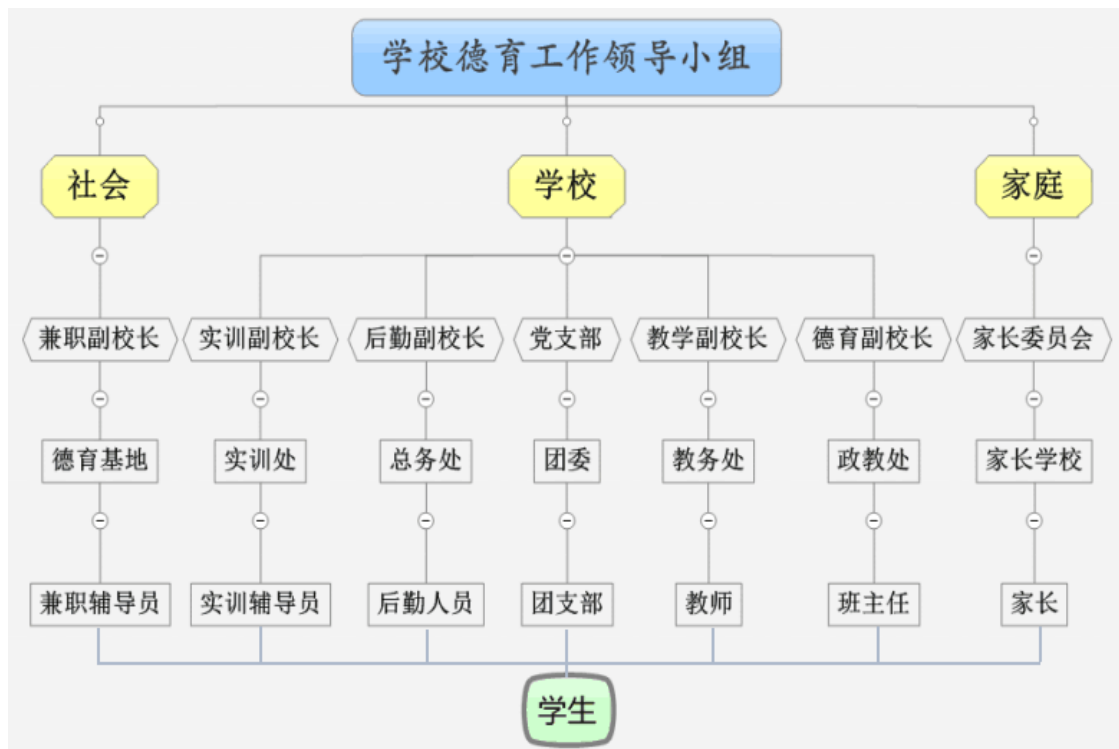 学校德育工作领导小组
社会 学校 家庭
兼职副校长 实训副校长 后勤副校长 党支部 教学副校长 德育副校长 家长委员会
德育基地 实训处 总务处 团委 教务处 政教处 家长学校
兼职辅导员 实训辅导员 后勤人员 团支部 教师 班主任 家长
学生